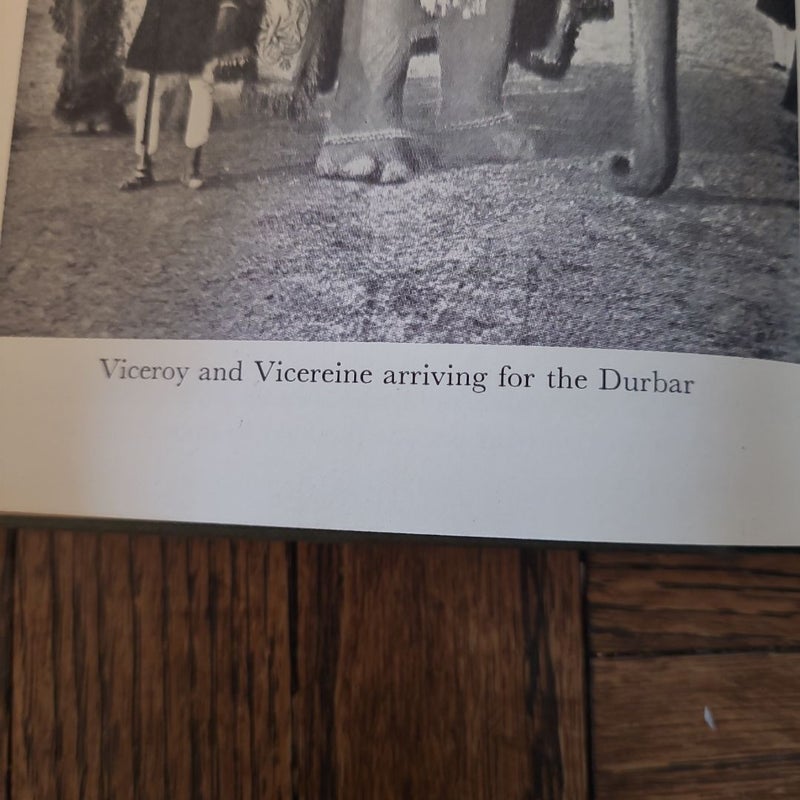 Viceroy and Vicereine arriving for the Durbar